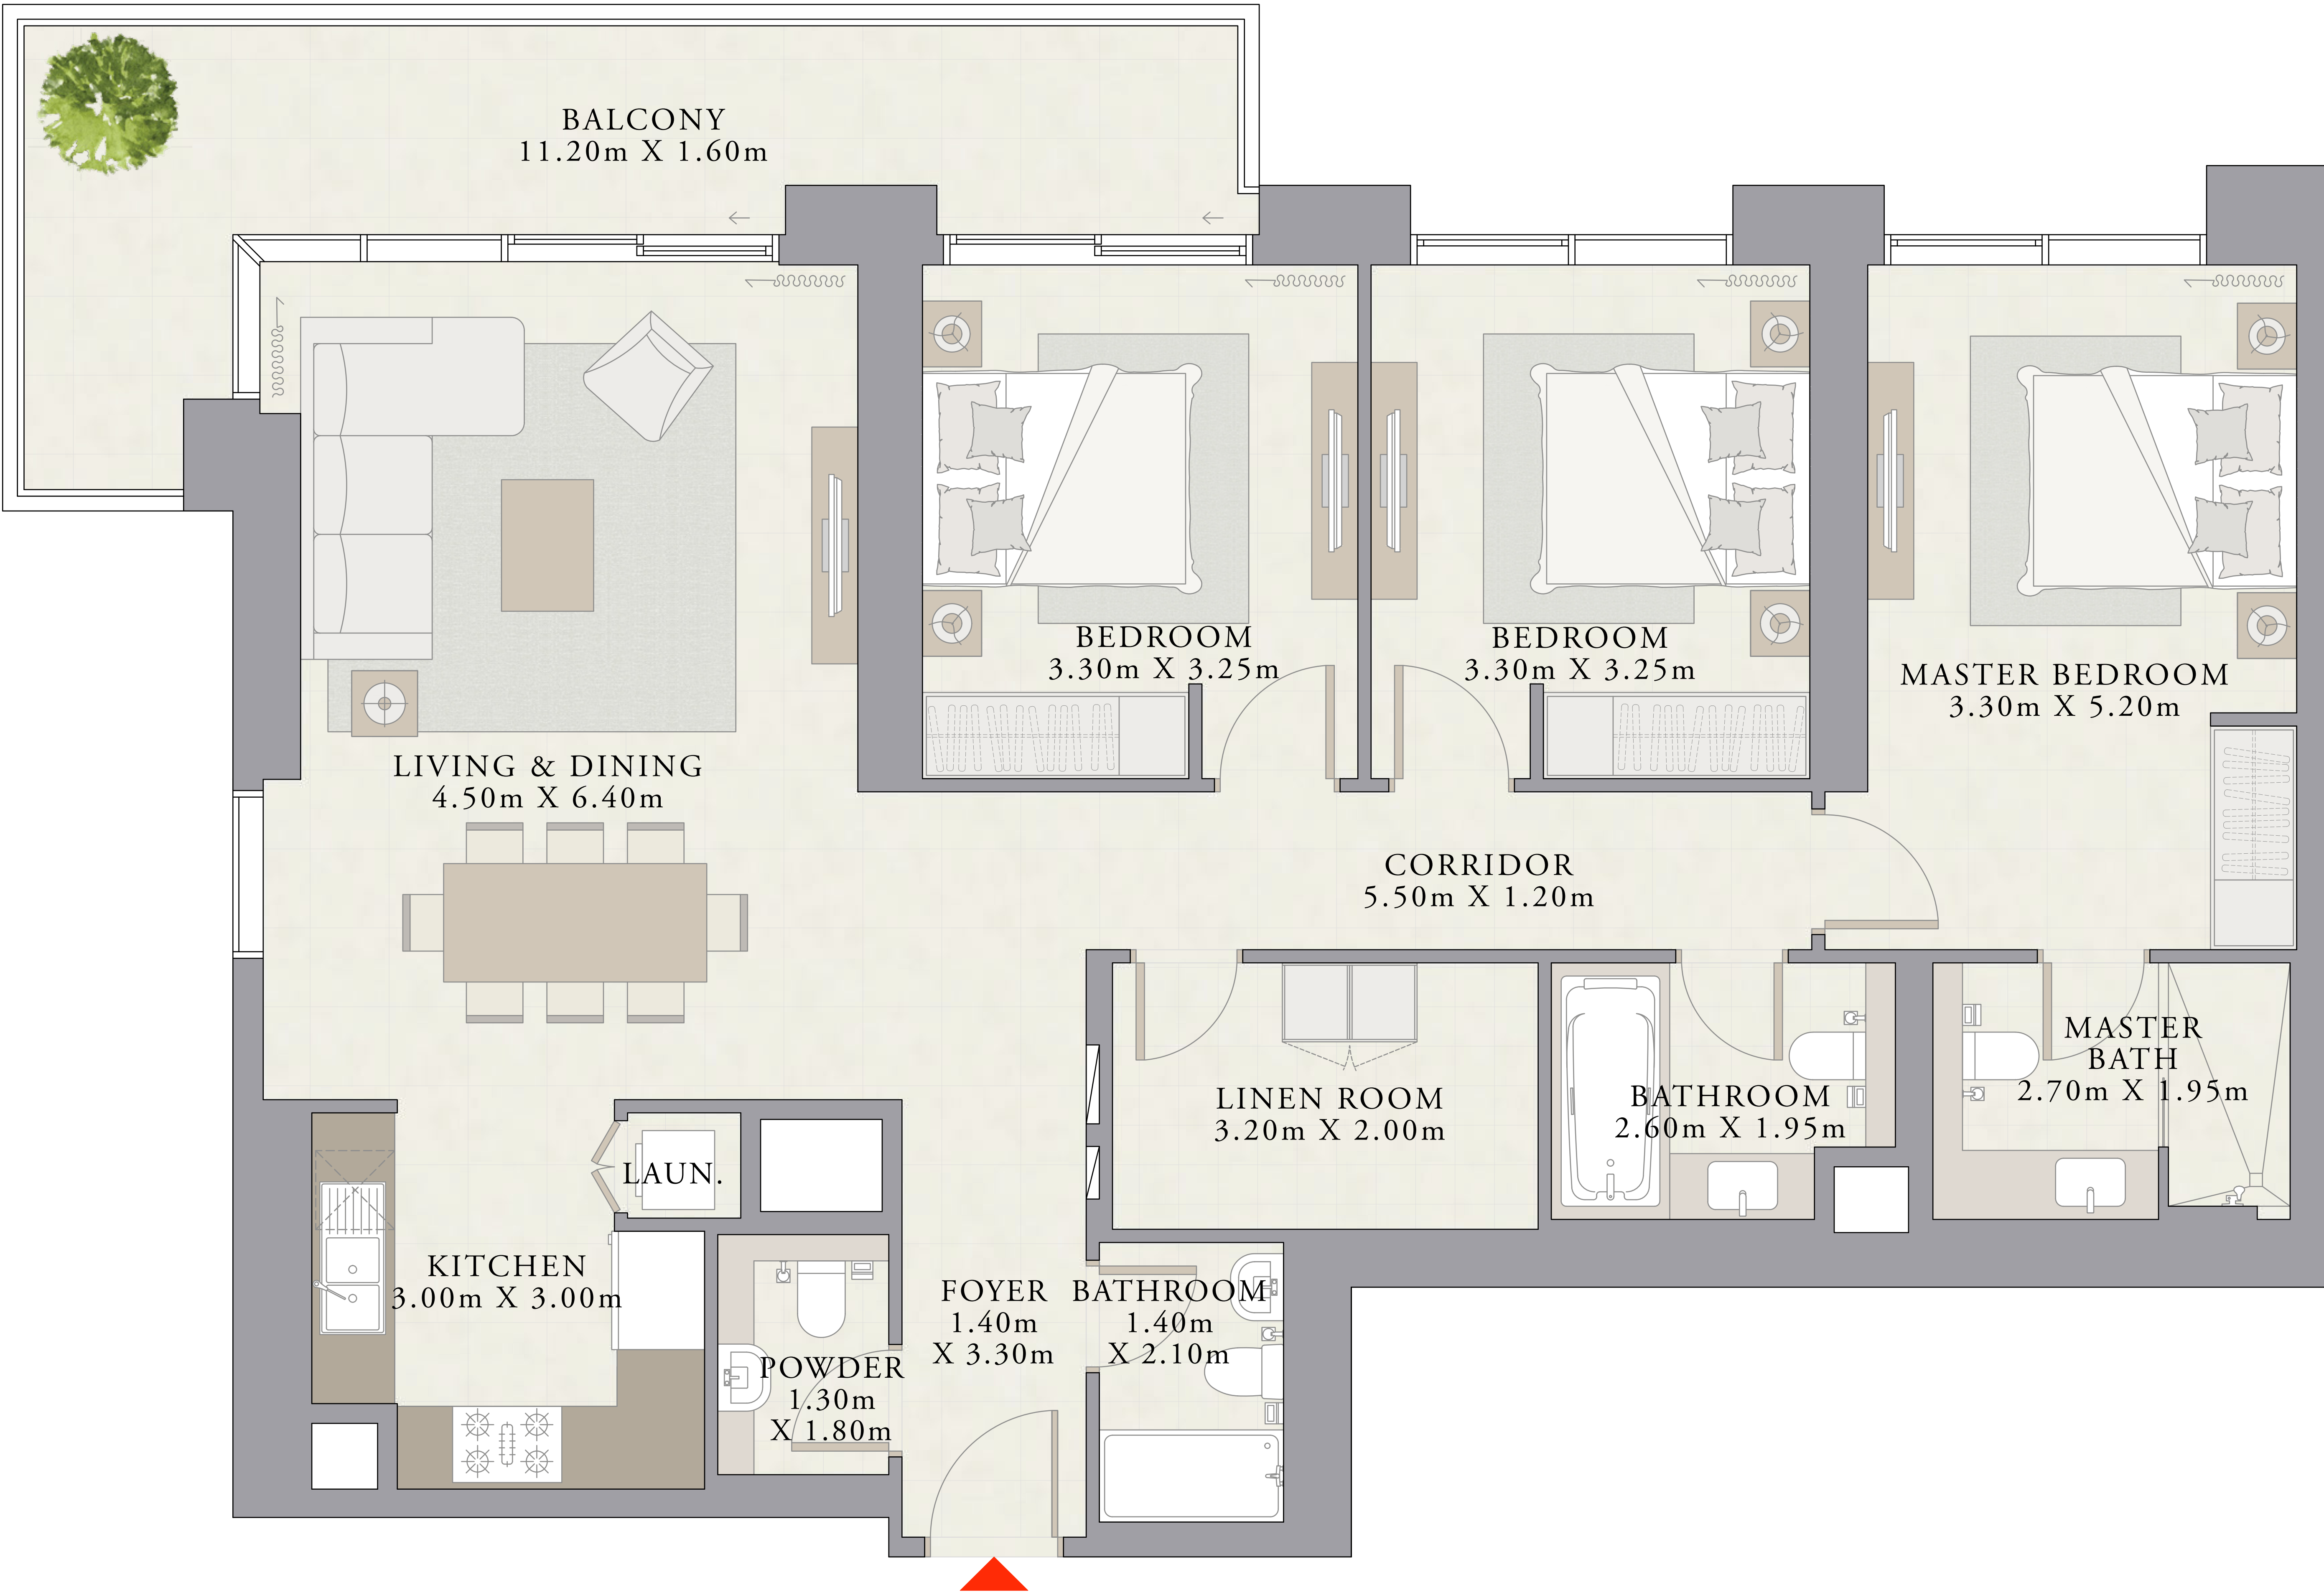 BALCONY
11.20m X 1.60m
BEDROOM
3.30m X 3.25m
BEDROOM
3.30m X 3.25m
MASTER BEDROOM
3.30m X 5.20m
LIVING & DINING
4.50m X 6.40m
CORRIDOR
5.50m X 1.20m
MASTER
BATH
2.70m X 1.95m
LINEN ROOM
3.20m X 2.00m
BATHROOM
2.60m X 1.95m
LAUN.
KITCHEN
3.00m X 3.00m
FOYER
1.40m
X 3.30m
BATHROOM
1.40m
X 2.10m
POWDER
1.30m
X 1.80m